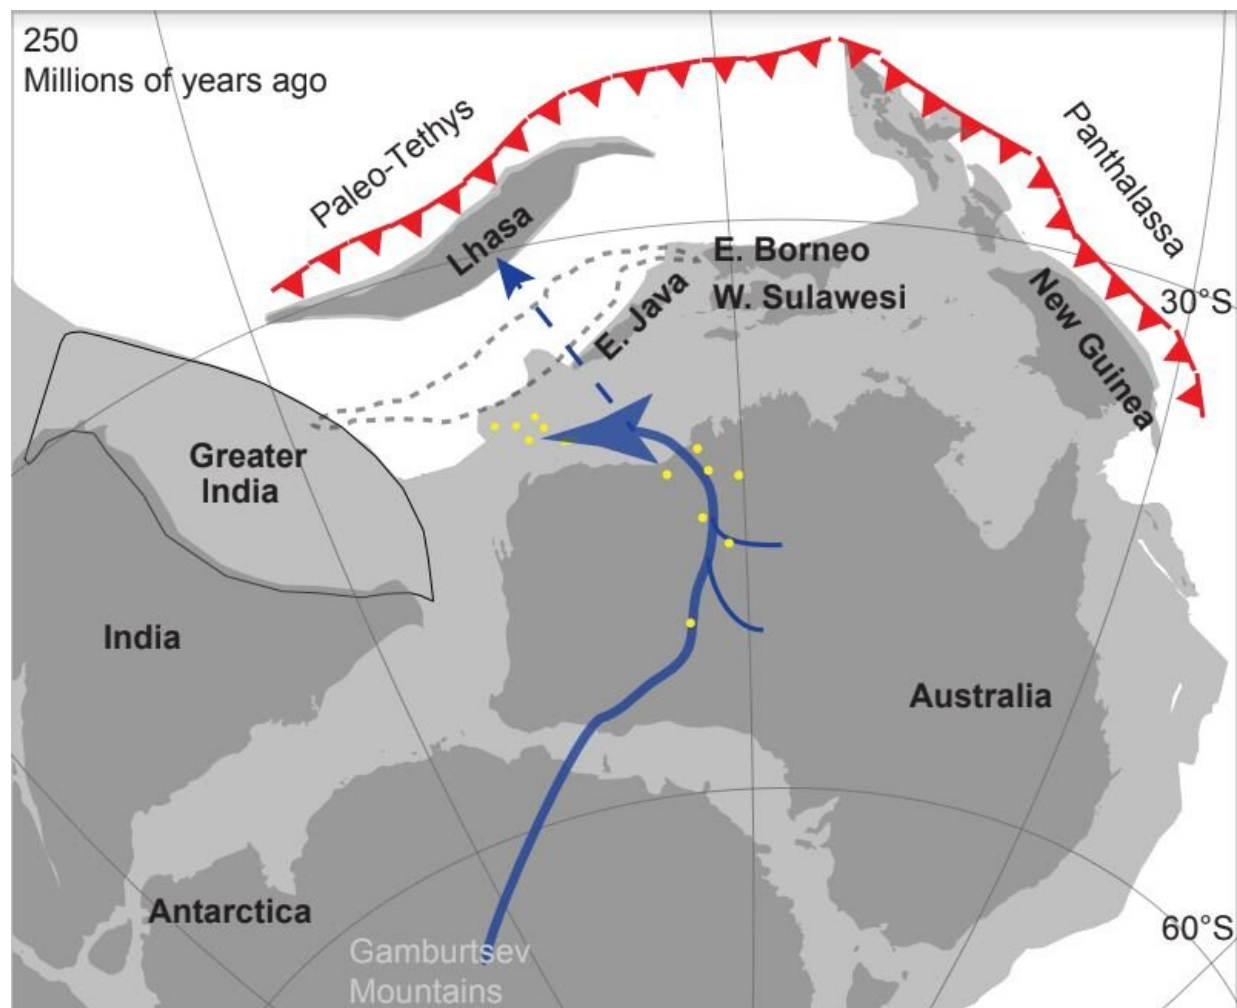 250
Millions of years ago
Paleo-Tethys
Panthalassa
Lhasa
E. Borneo
W. Sulawesi
E. Java
New Guinea
30°S
Greater
India
India
Australia
Antarctica
60°S
Gamburtsev
Mountains